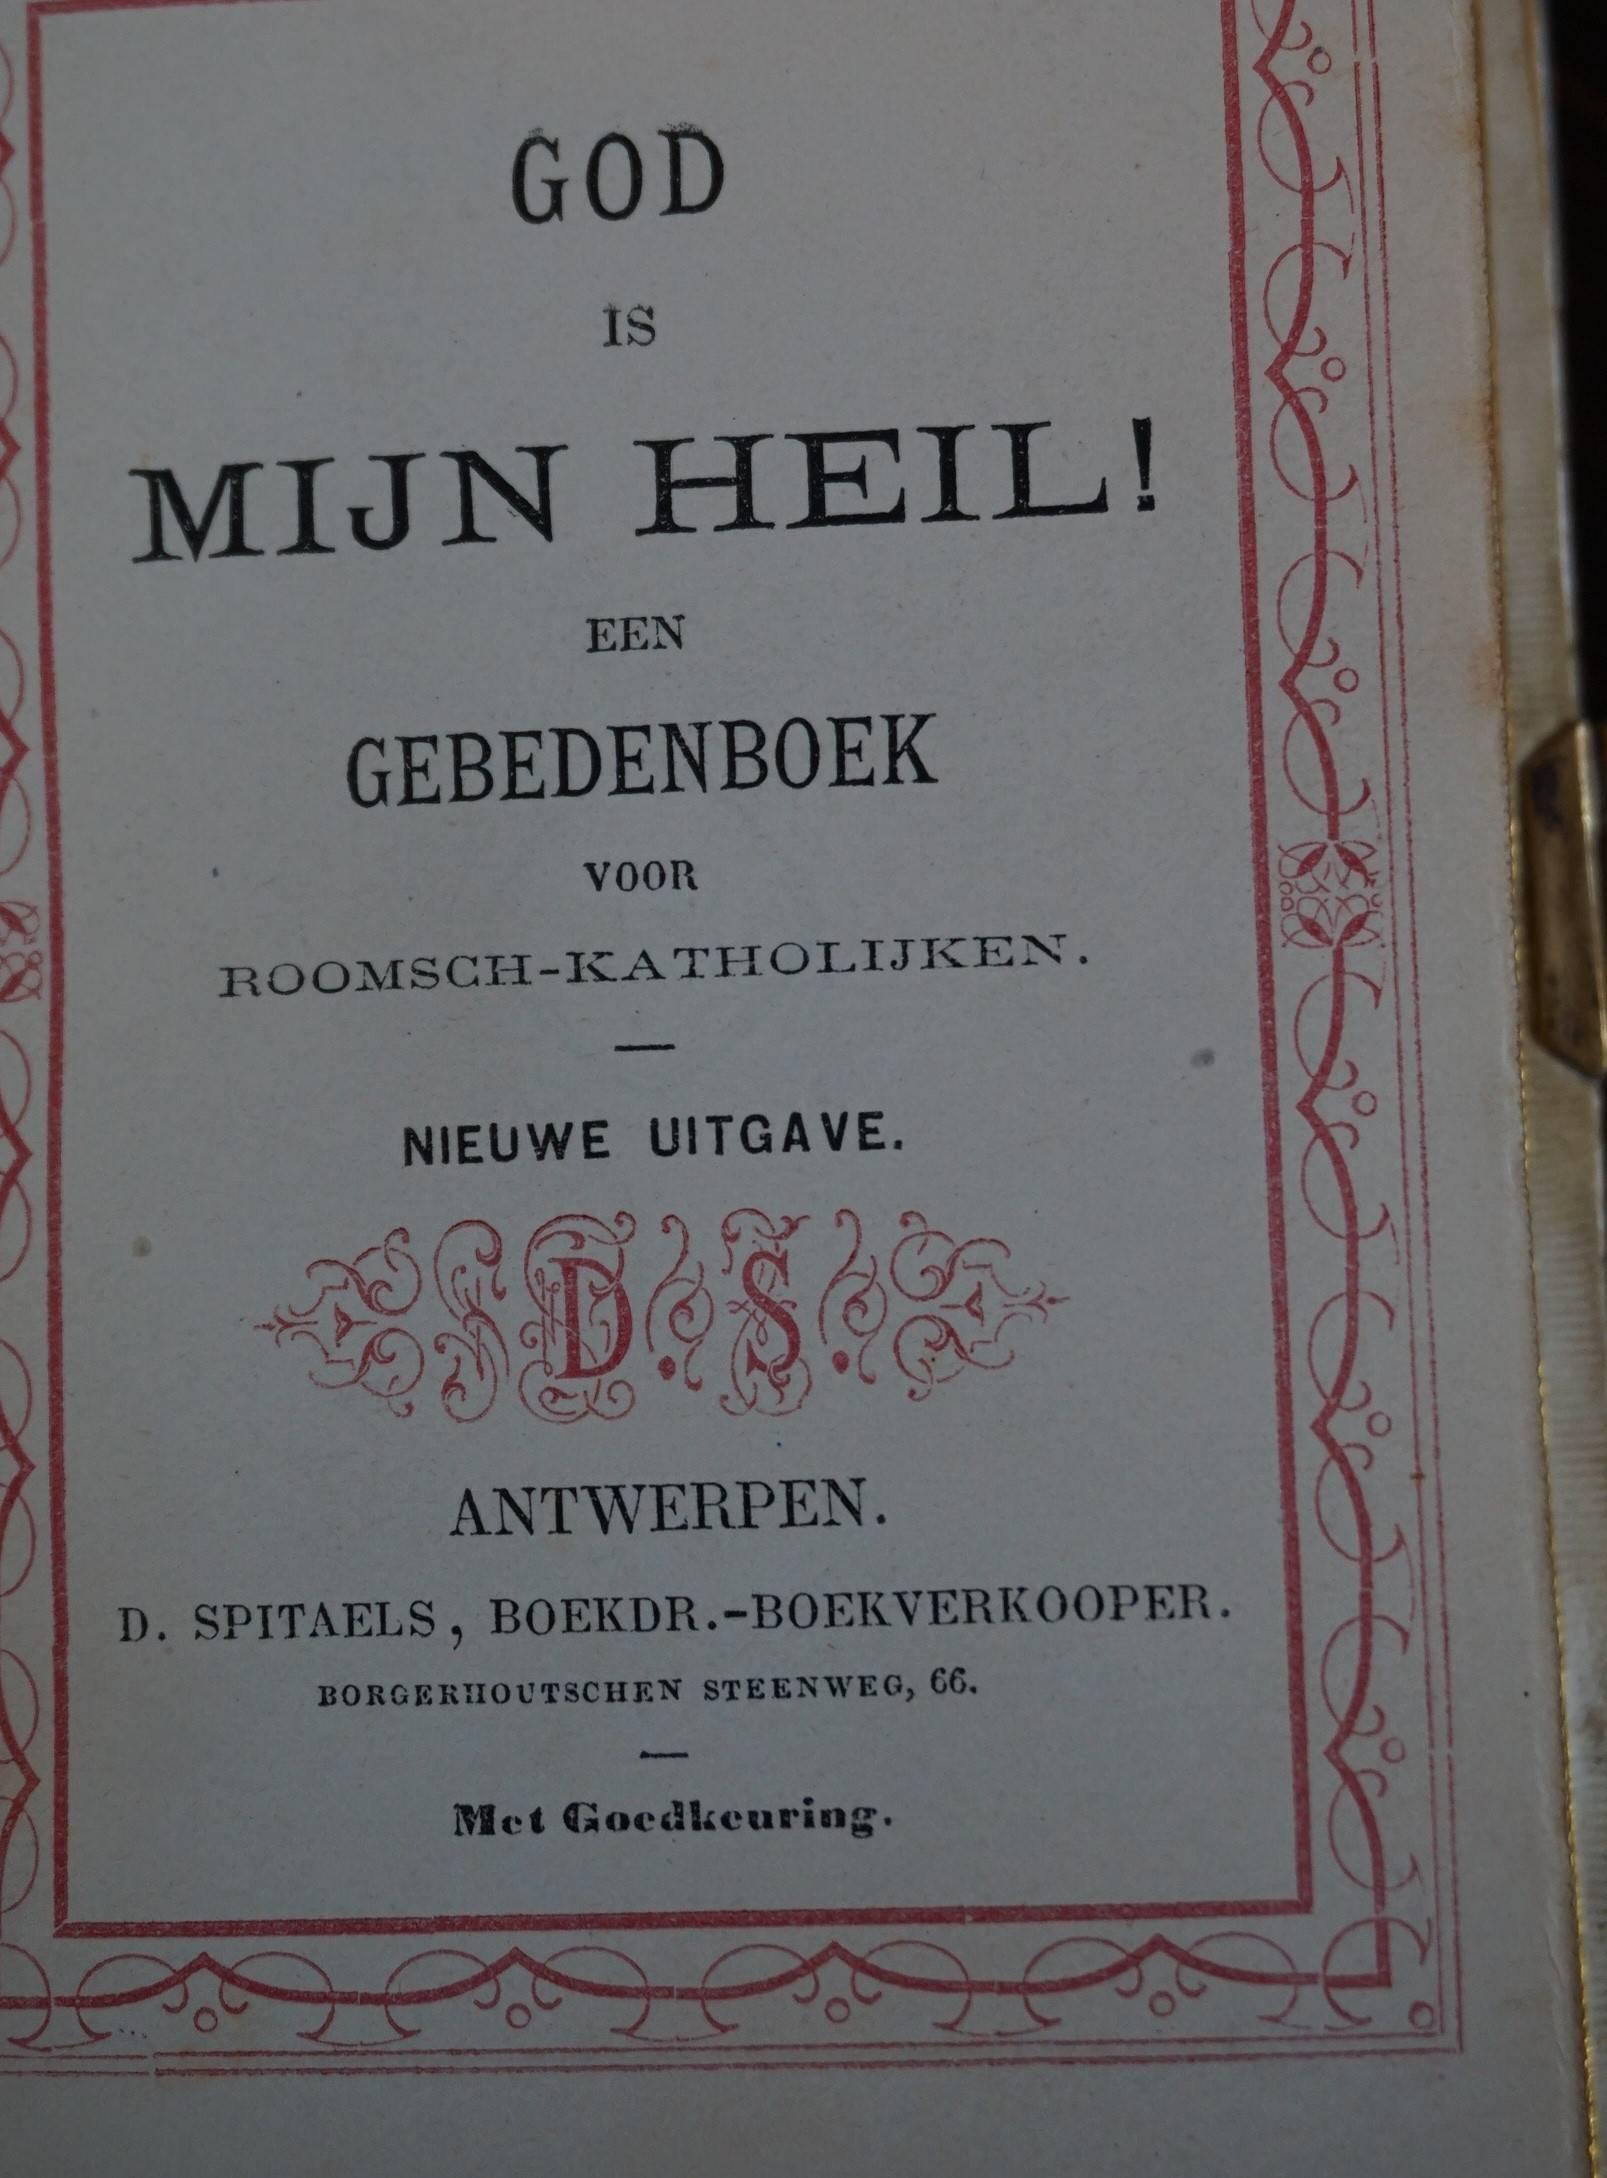 GOD
IS
MIJN HEIL!
EEN
GEBEDENBOEK
VOOR
ROOMSCH-KATHOLIJKEN.
—
NIEUWE UITGAVE.
D. S.
ANTWERPEN.
D. SPITAELS, BOEKDR.-BOEKVERKOOPER.
BORGERHOUTSCHEN STEENWEG, 66.
—
Met Goedkeuring.